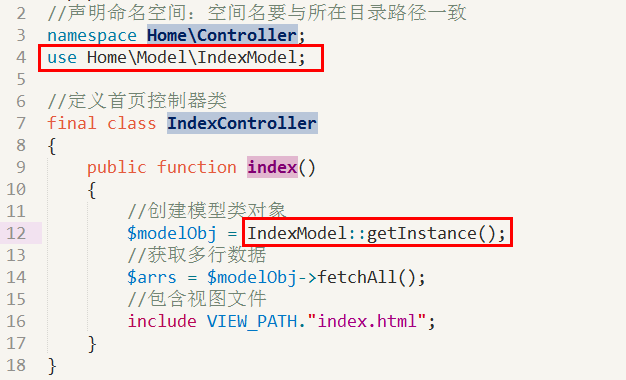 2 //声明命名空间：空间名要与所在目录路径一致
3 namespace Home\Controller;
4 use Home\Model\IndexModel;
5
6 //定义首页控制器类
7 final class IndexController
8 {
9     public function index()
10     {
11         //创建模型类对象
12         $modelObj = IndexModel::getInstance();
13         //获取多行数据
14         $arrs = $modelObj->fetchAll();
15         //包含视图文件
16         include VIEW_PATH."index.html";
17     }
18 }